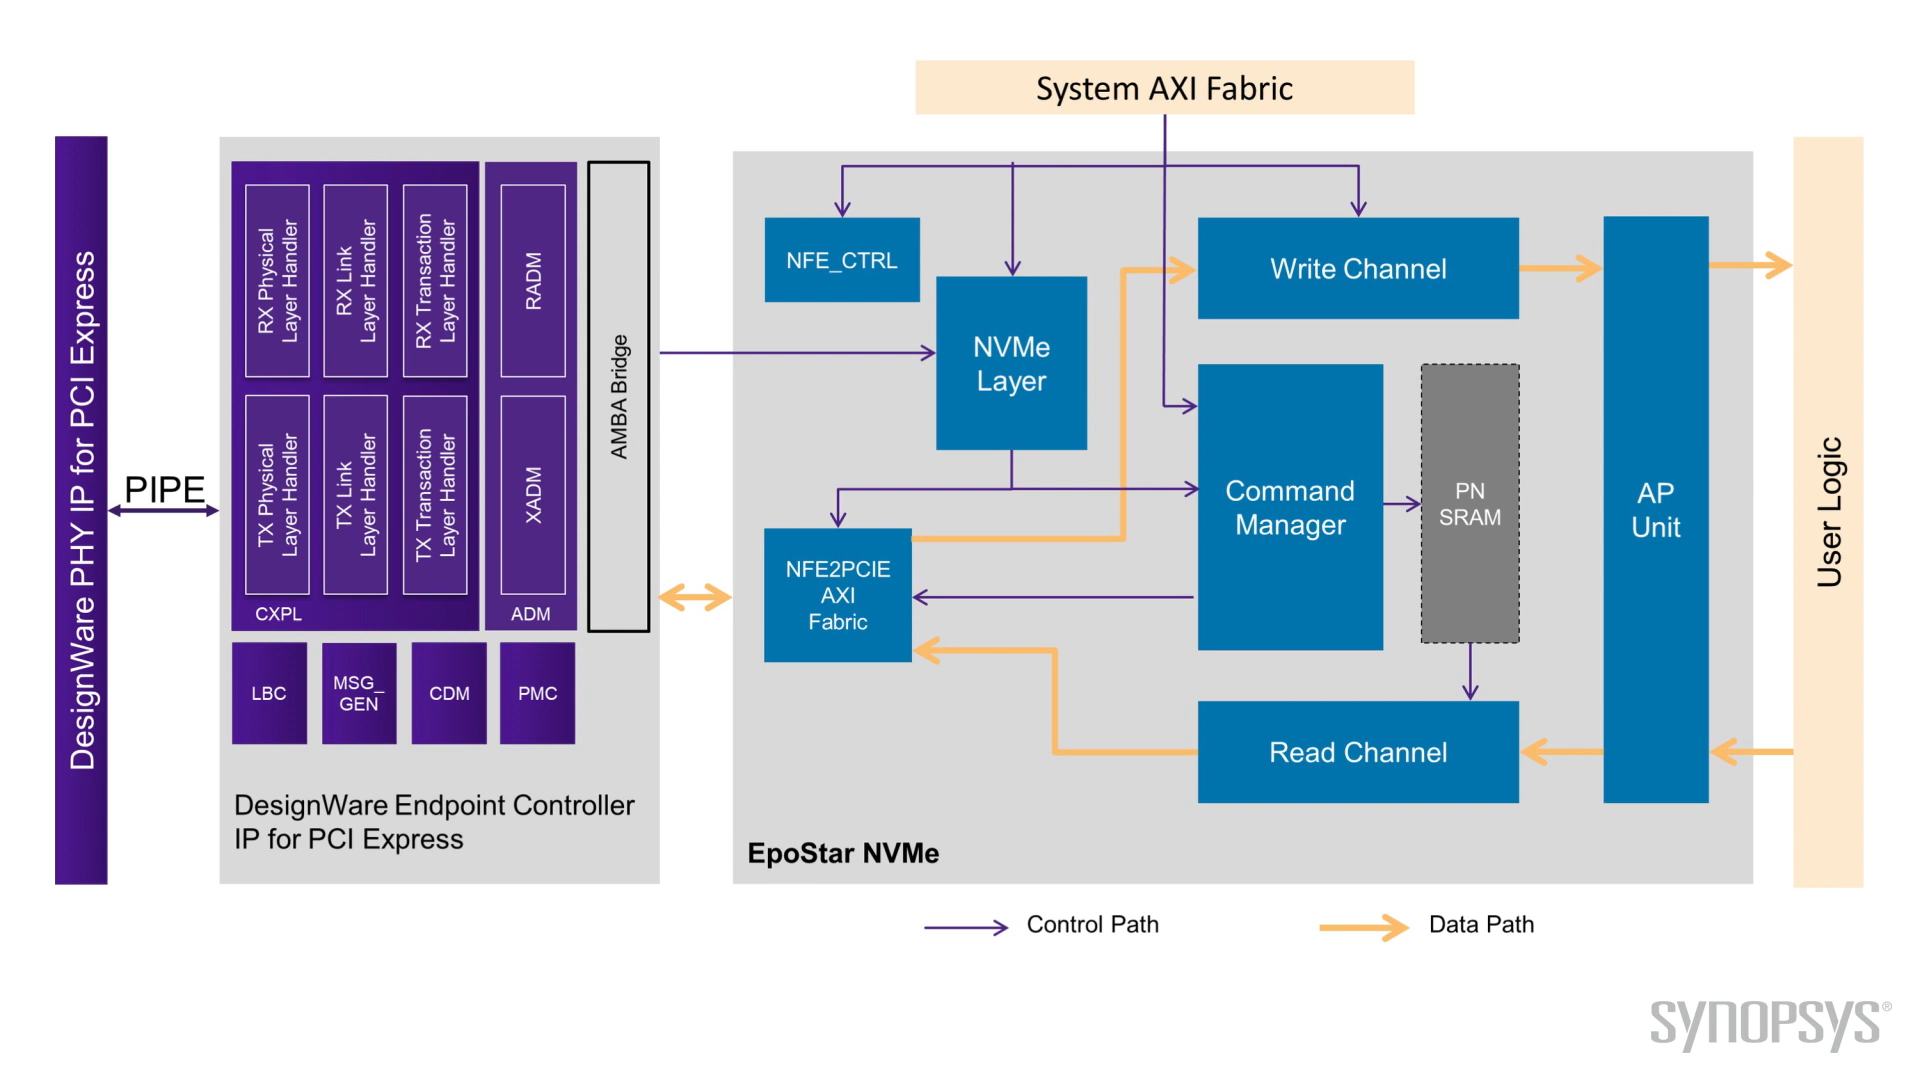 System AXI Fabric
DesignWare PHY IP for PCI Express
PIPE
RX Physical
Layer Handler
RX Link
Layer Handler
RX Transaction
Layer Handler
RADM
TX Physical
Layer Handler
TX Link
Layer Handler
TX Transaction
Layer Handler
XADM
CXPL
ADM
AMBA Bridge
LBC
MSG_
GEN
CDM
PMC
DesignWare Endpoint Controller
IP for PCI Express
NFE_CTRL
NVMe
Layer
Write Channel
Command
Manager
PN
SRAM
AP
Unit
NFE2PCIE
AXI
Fabric
Read Channel
EpoStar NVMe
User Logic
Control Path
Data Path
SYNOPSYS®